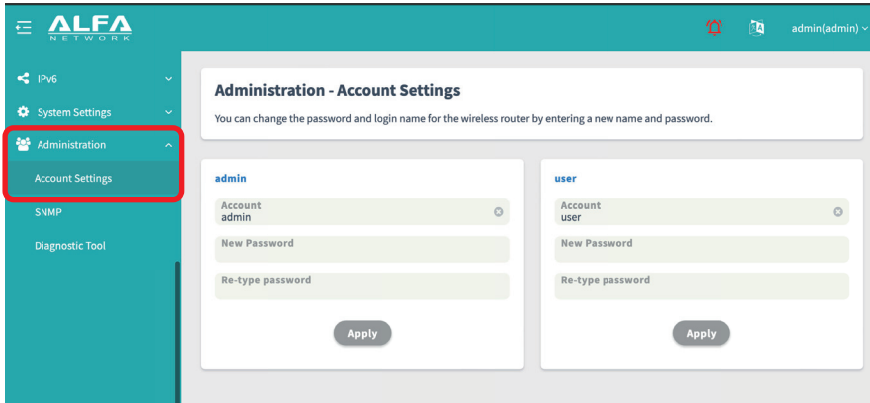 ALFA
NETWORK
admin(admin)
IPv6
System Settings
Administration
Account Settings
SNMP
Diagnostic Tool
Administration - Account Settings
You can change the password and login name for the wireless router by entering a new name and password.
admin
Account
admin
New Password
Re-type password
Apply
user
Account
user
New Password
Re-type password
Apply